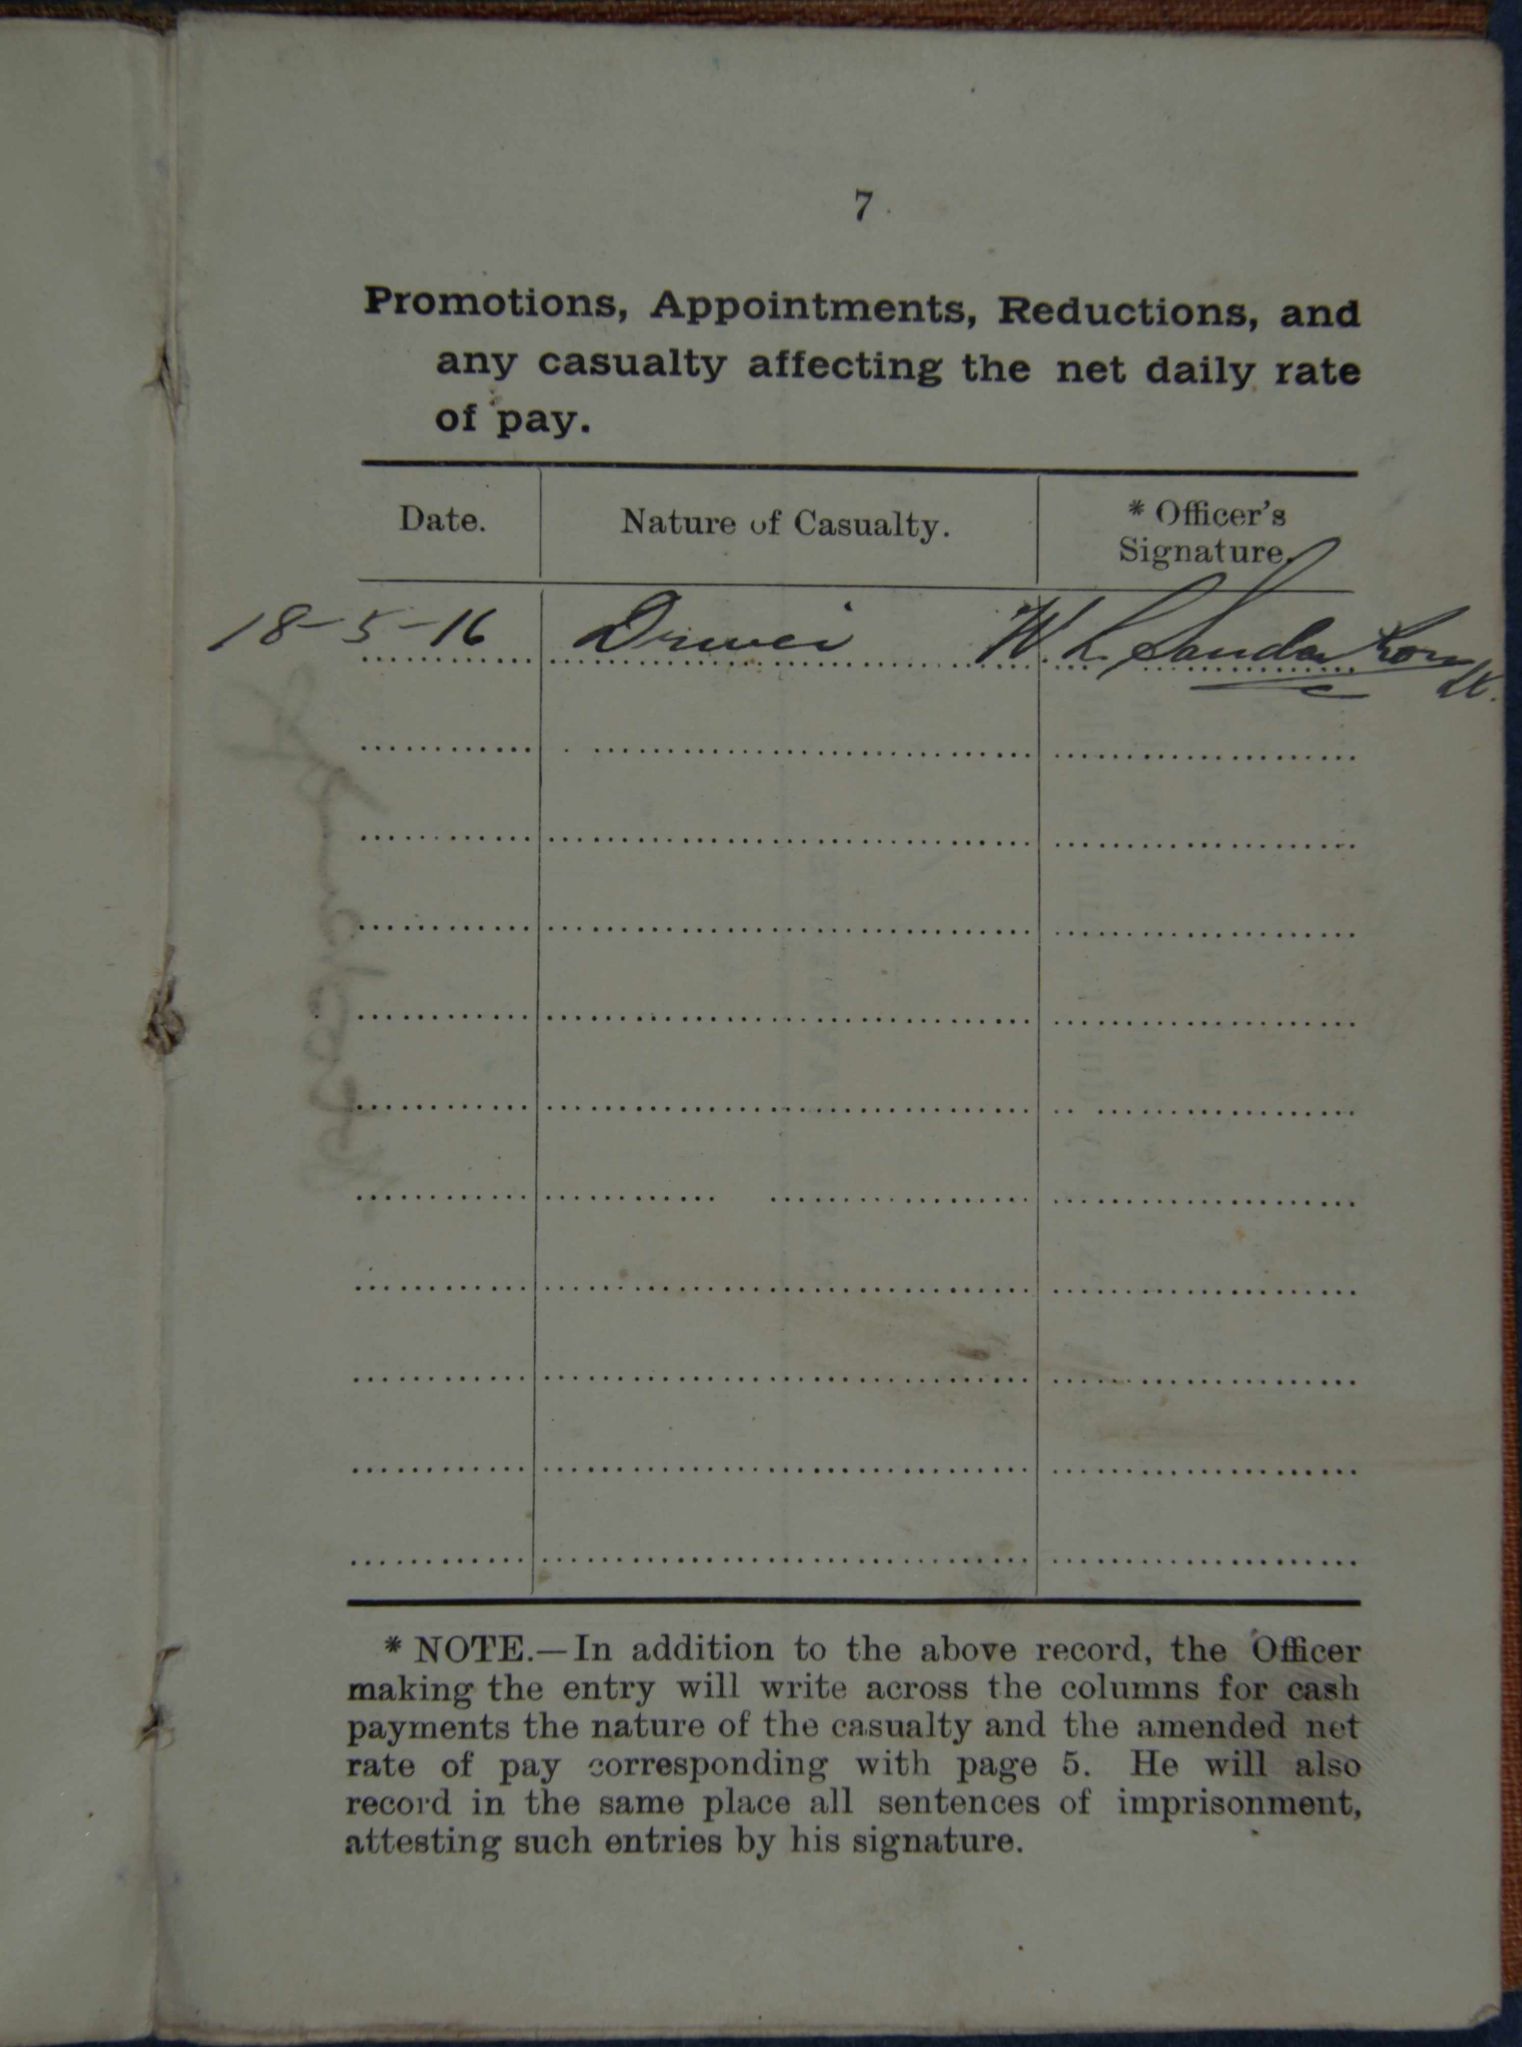 7
Promotions, Appointments, Reductions, and
any casualty affecting the net daily rate
of pay.
Date.
Nature of Casualty.
* Officer's
Signature.
18-5-16 Driver W. L. Sanda
Lt.
* NOTE.—In addition to the above record, the Officer
making the entry will write across the columns for cash
payments the nature of the casualty and the amended net
rate of pay corresponding with page 5. He will also
record in the same place all sentences of imprisonment,
attesting such entries by his signature.